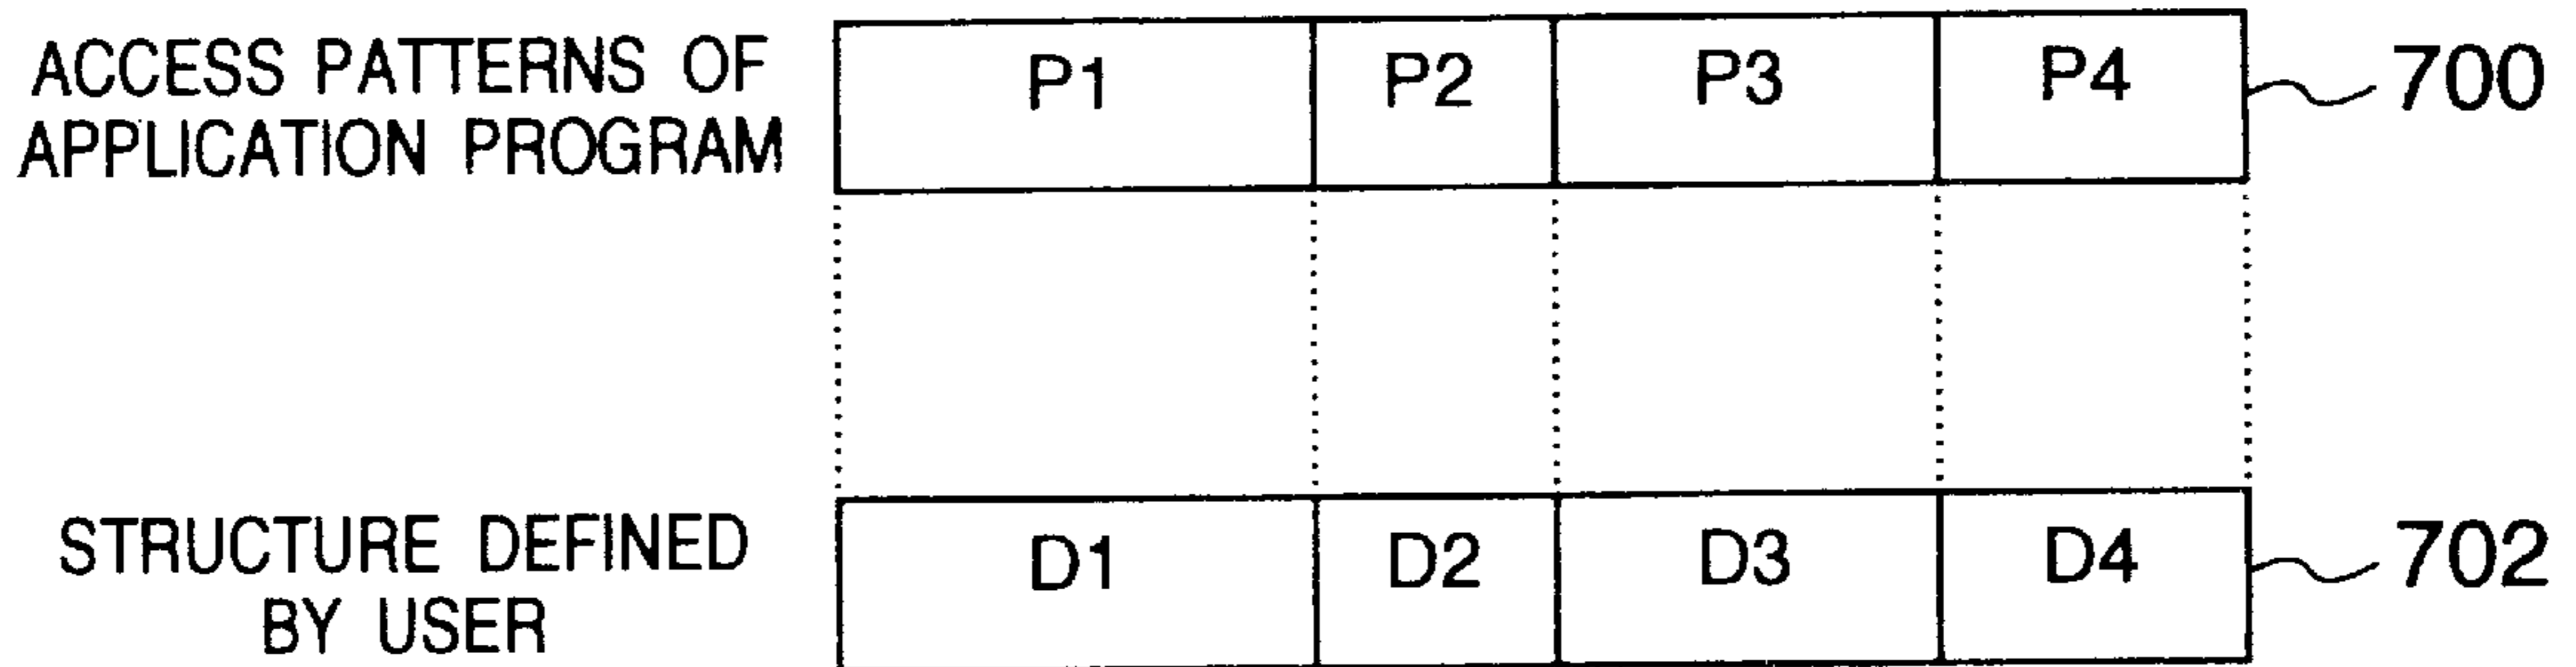 ACCESS PATTERNS OF
APPLICATION PROGRAM
P1 P2 P3 P4 700
STRUCTURE DEFINED
BY USER
D1 D2 D3 D4 702